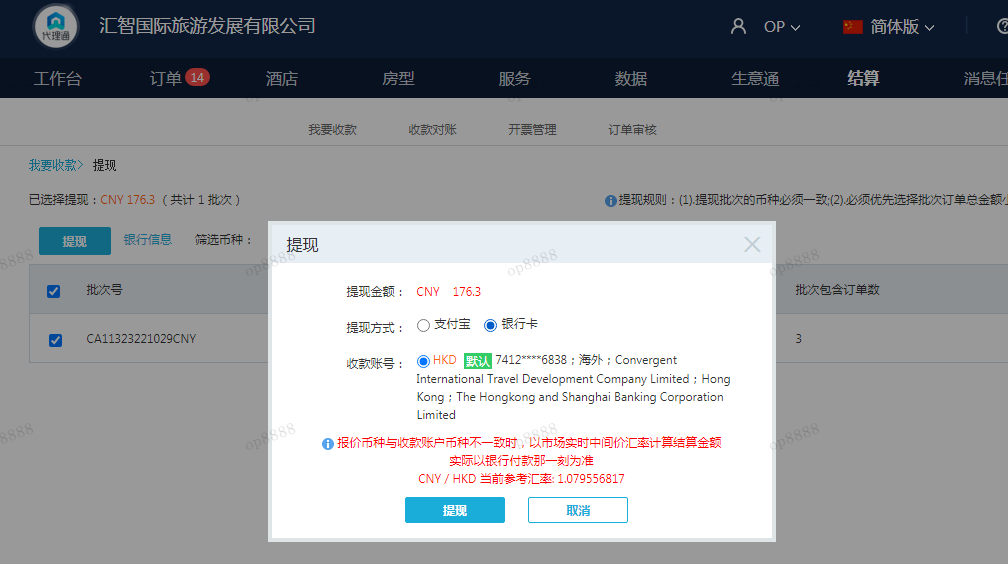 代理通
汇智国际旅游发展有限公司
OP
简体版
工作台
订单 14
酒店
房型
服务
数据
生意通
结算
消息任
我要收款
收款对账
开票管理
订单审核
我要收款> 提现
已选择提现：CNY 176.3（共计 1 批次）
提现规则：(1).提现批次的币种必须一致;(2).必须优先选择批次订单总金额小
提现
银行信息
筛选币种：
批次号
批次包含订单数
CA11323221029CNY
3
提现
提现金额： CNY 176.3
提现方式： 支付宝 银行卡
收款账号： HKD 默认 7412****6838；海外；Convergent
International Travel Development Company Limited；Hong
Kong；The Hongkong and Shanghai Banking Corporation
Limited
报价币种与收款账户币种不一致时，以市场实时中间价汇率计算结算金额
实际以银行付款那一刻为准
CNY / HKD 当前参考汇率: 1.079556817
提现
取消
op8888
op8888
op8888
op8888
op8888
op8888
op8888
op8888